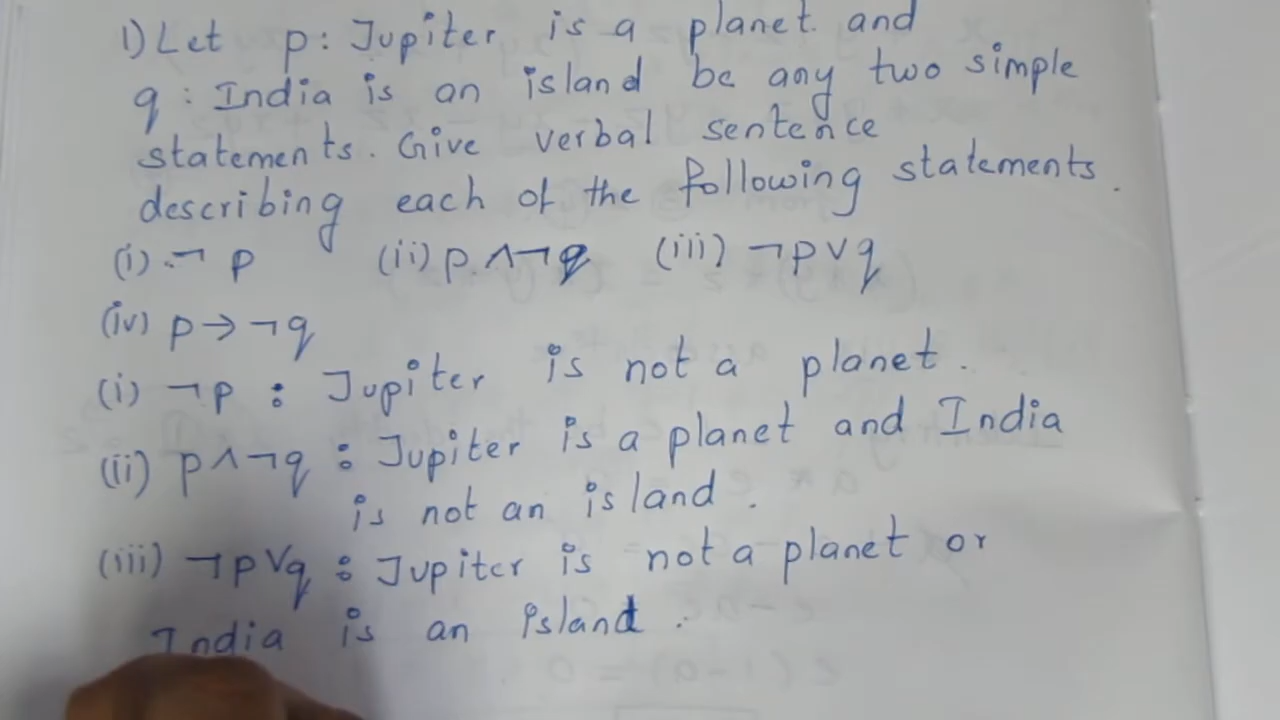 1) Let p: Jupiter is a planet and
q: India is an island be any two simple
statements. Give verbal sentence
describing each of the following statements.
(i) ¬ p (ii) p ∧ ¬ q (iii) ¬ p ∨ q
(iv) p → ¬ q
(i) ¬ p : Jupiter is not a planet.
(ii) p ∧ ¬ q : Jupiter is a planet and India
is not an island.
(iii) ¬ p ∨ q : Jupiter is not a planet or
India is an island.